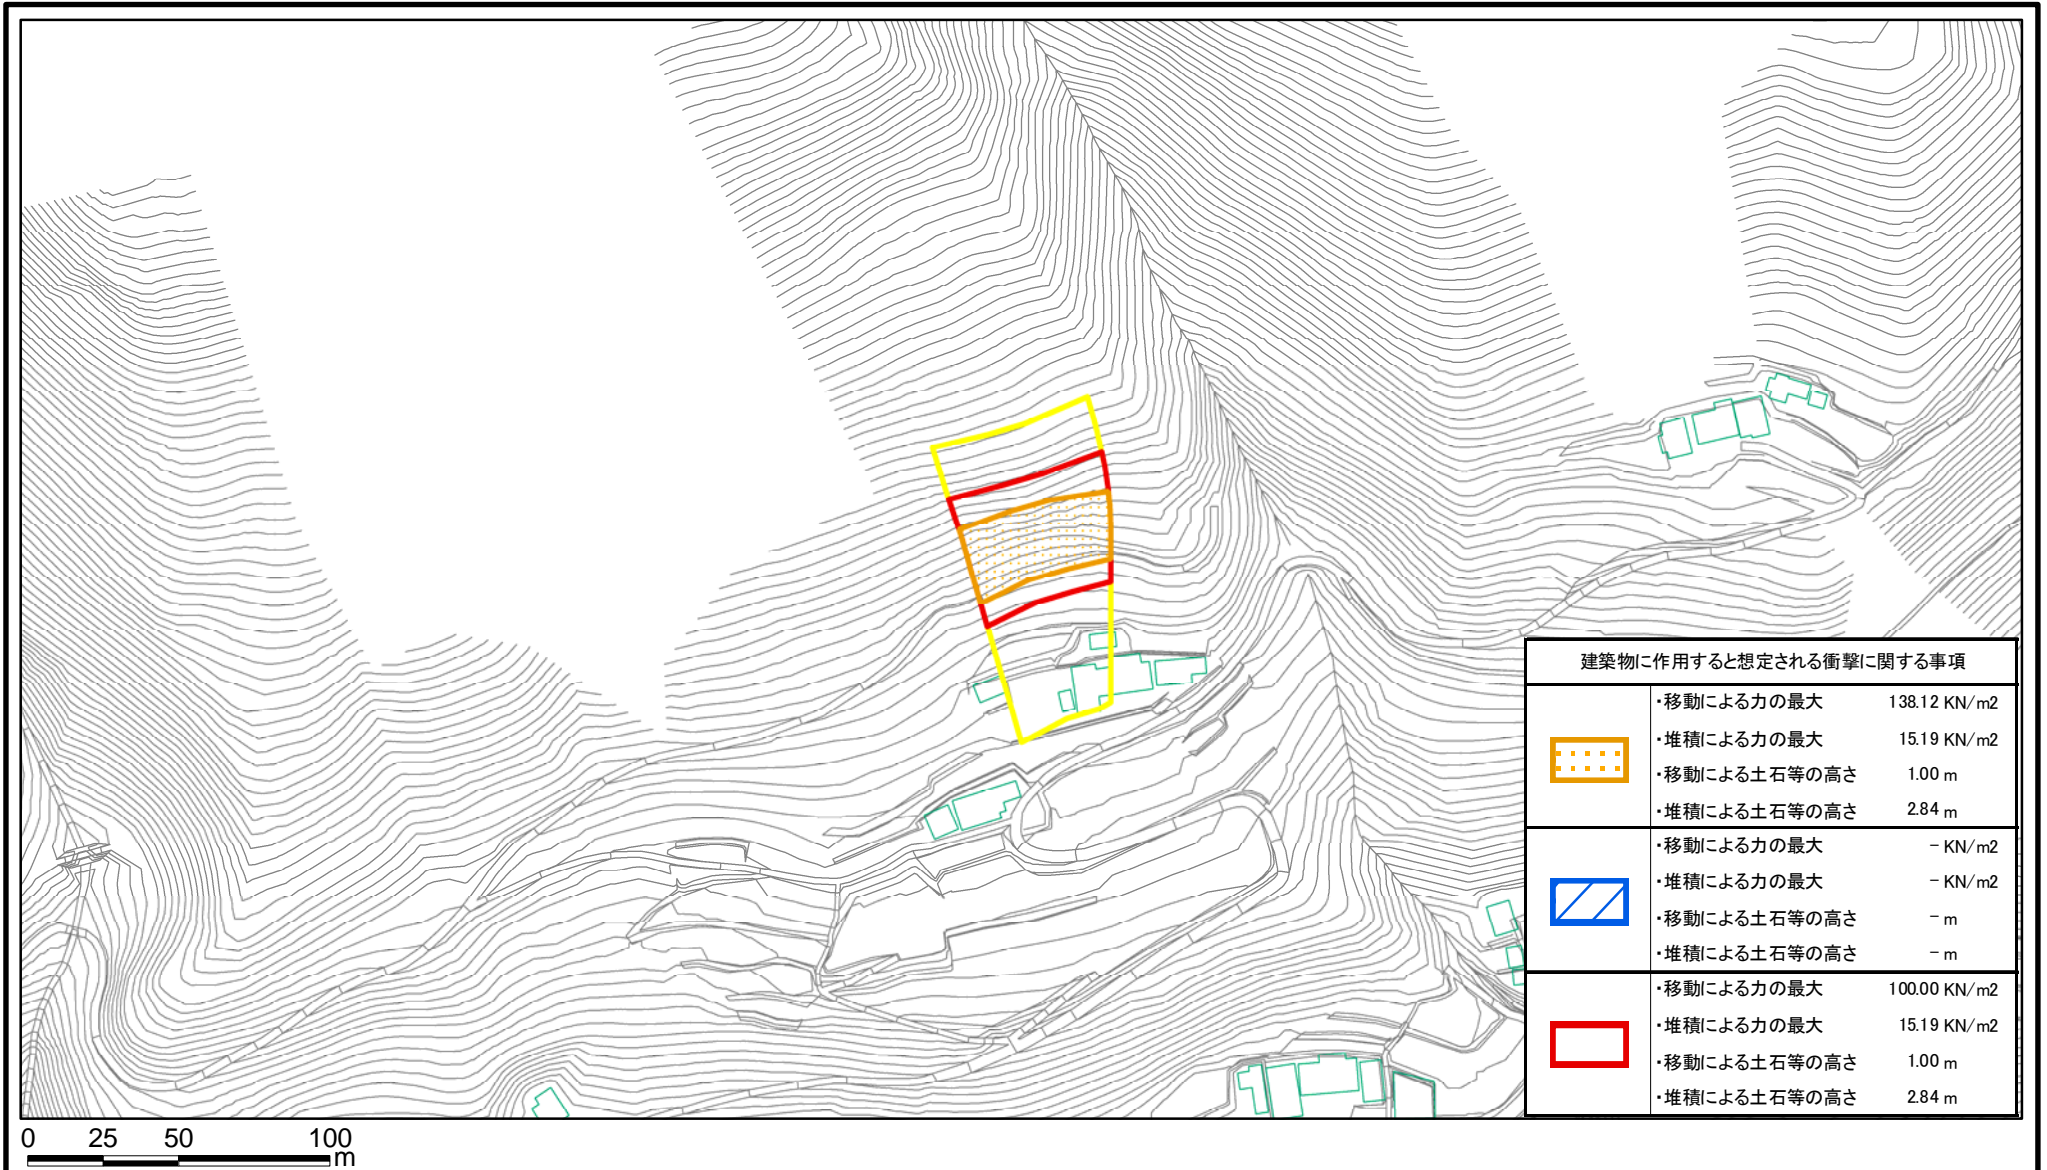 建築物に作用すると想定される衝撃に関する事項
・移動による力の最大 138.12 KN/m2
・堆積による力の最大 15.19 KN/m2
・移動による土石等の高さ 1.00 m
・堆積による土石等の高さ 2.84 m
・移動による力の最大 － KN/m2
・堆積による力の最大 － KN/m2
・移動による土石等の高さ － m
・堆積による土石等の高さ － m
・移動による力の最大 100.00 KN/m2
・堆積による力の最大 15.19 KN/m2
・移動による土石等の高さ 1.00 m
・堆積による土石等の高さ 2.84 m
0 25 50 100
m